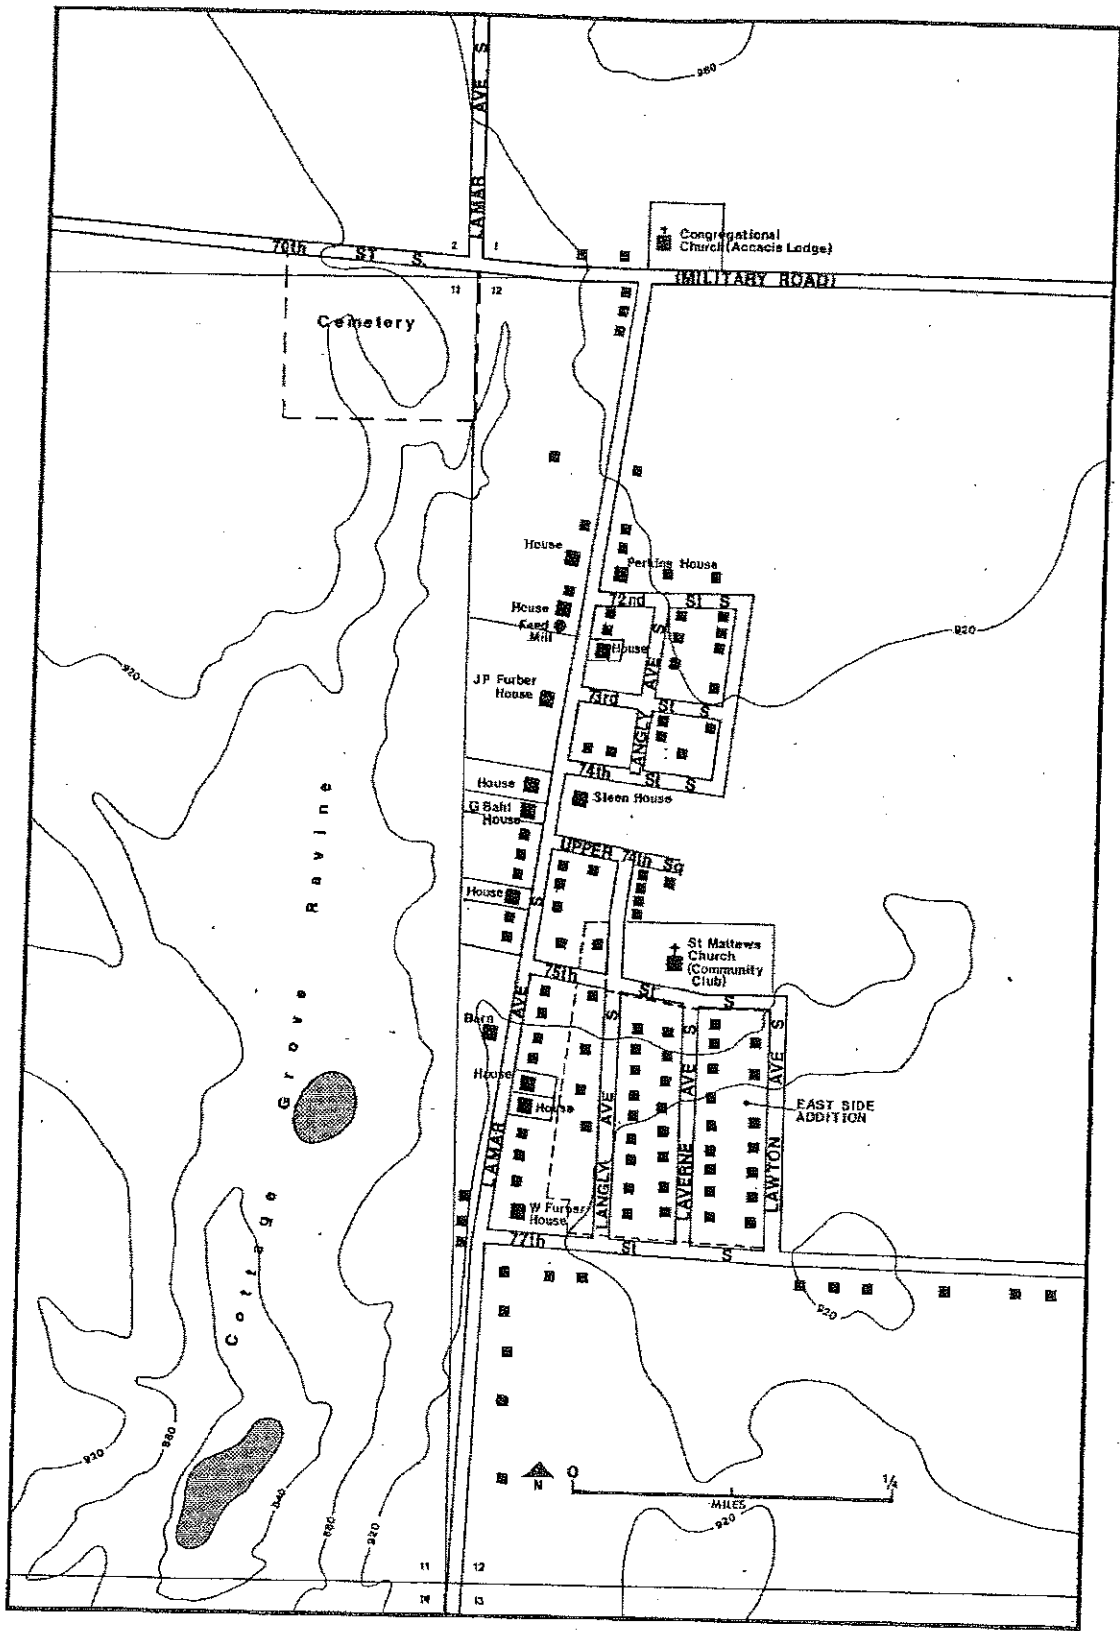 LAMAR AVE S
960
Congregational
Church (Accacia Lodge)
70th ST S.
2 1
11 12
(MILITARY ROAD)
Cemetery
House
Perkins House
72nd St S
House
Feed
Mill
House
920
920
J P Furber
House
LANGLY AVE S
73rd St S
74th St S
House
Steen House
G Bahl
House
UPPER 74th
House
St Mattews
Church
(Community
Club)
75th St S
Barn
House
House
LAMAR AVE S
LANGLY AVE S
LAVERNE AVE S
LAWTON AVE S
EAST SIDE
ADDITION
W Furber
House
77th St S
Cottage Grove Ravine
920
920
880
840
880
920
920
N
0 1/4
MILES
11 12
14 13